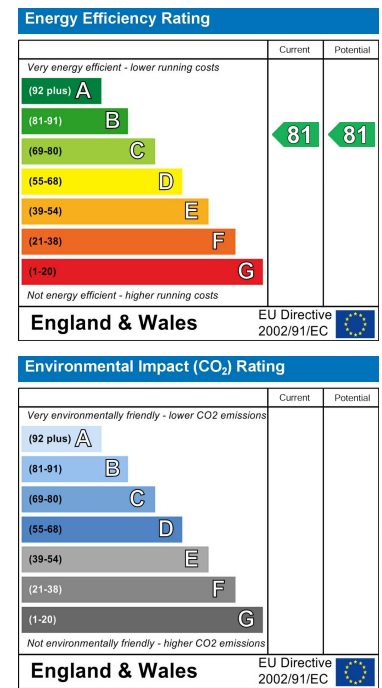 Energy Efficiency Rating
Current Potential
Very energy efficient - lower running costs
(92 plus) A
(81-91) B
81 81
(69-80) C
(55-68) D
(39-54) E
(21-38) F
(1-20) G
Not energy efficient - higher running costs
England & Wales
EU Directive
2002/91/EC
Environmental Impact (CO₂) Rating
Current Potential
Very environmentally friendly - lower CO2 emissions
(92 plus) A
(81-91) B
(69-80) C
(55-68) D
(39-54) E
(21-38) F
(1-20) G
Not environmentally friendly - higher CO2 emissions
England & Wales
EU Directive
2002/91/EC